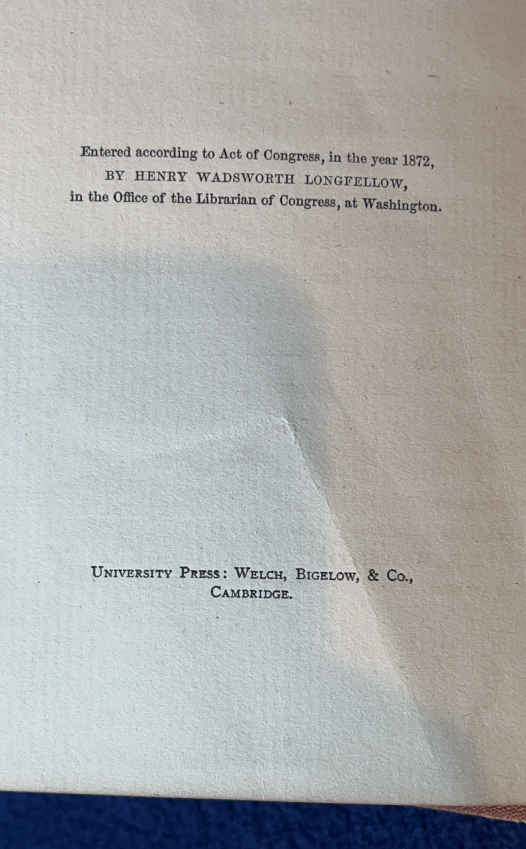 Entered according to Act of Congress, in the year 1872,
BY HENRY WADSWORTH LONGFELLOW,
in the Office of the Librarian of Congress, at Washington.
UNIVERSITY PRESS: WELCH, BIGELOW, & CO.,
CAMBRIDGE.